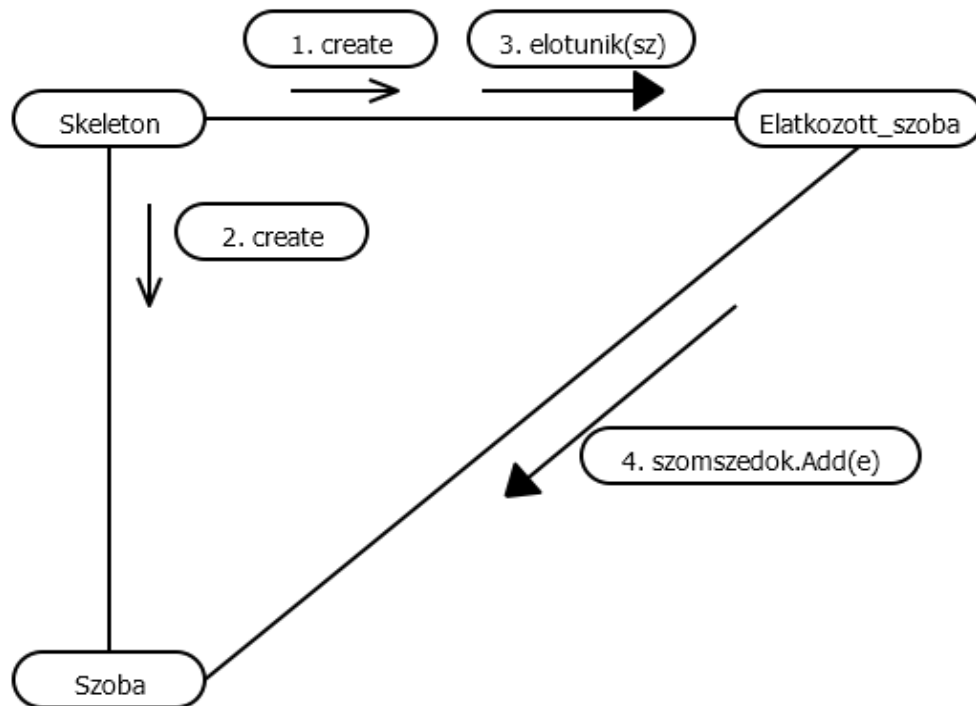 1. create
3. elotunik(sz)
Skeleton
Elatkozott_szoba
2. create
4. szomszedok.Add(e)
Szoba